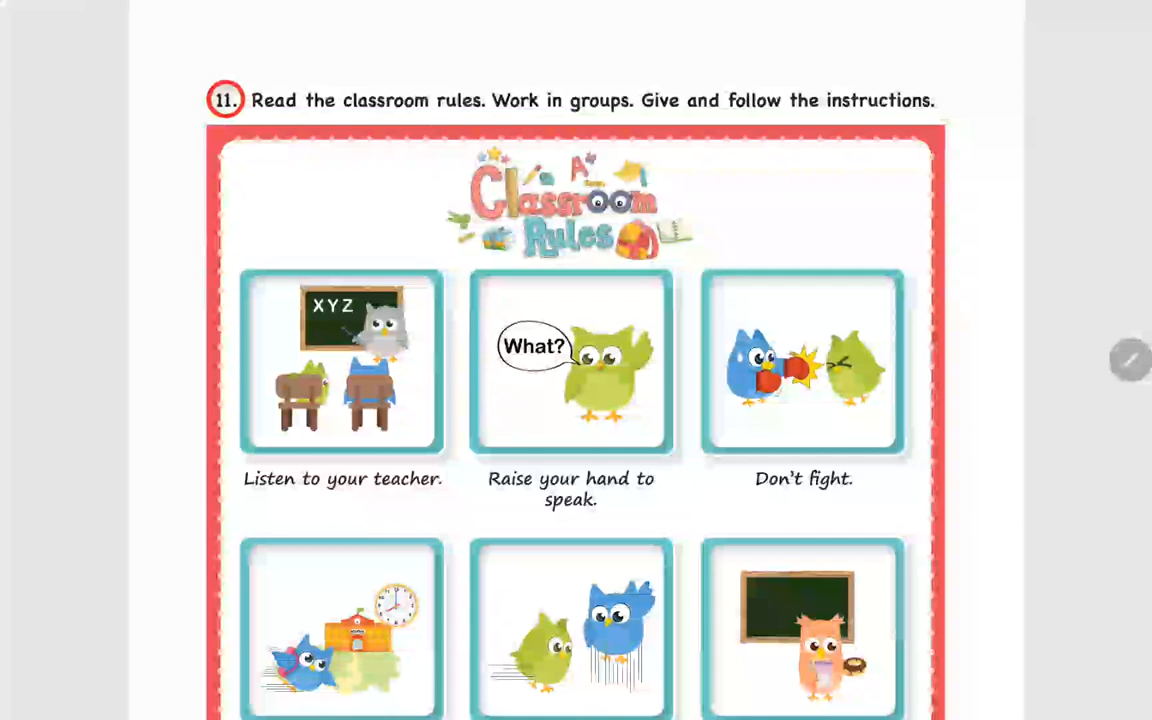 11. Read the classroom rules. Work in groups. Give and follow the instructions.
A
Classroom
Rules
XYZ
What?
Listen to your teacher.
Raise your hand to
speak.
Don't fight.